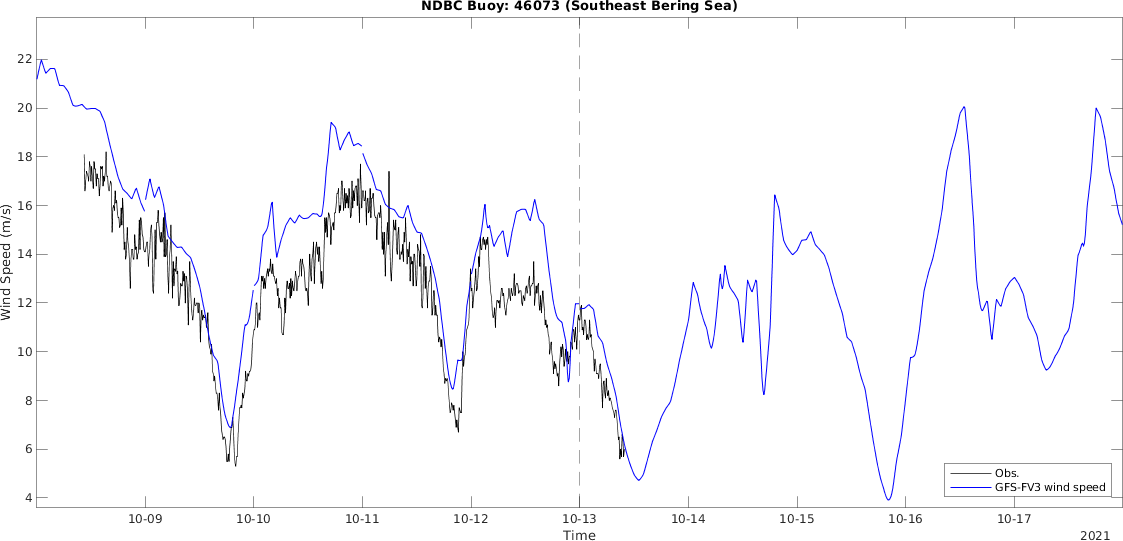 NDBC Buoy: 46073 (Southeast Bering Sea)
22
20
18
16
14
12
10
8
6
4
Wind Speed (m/s)
Obs.
GFS-FV3 wind speed
10-09 10-10 10-11 10-12 10-13 10-14 10-15 10-16 10-17
Time
2021